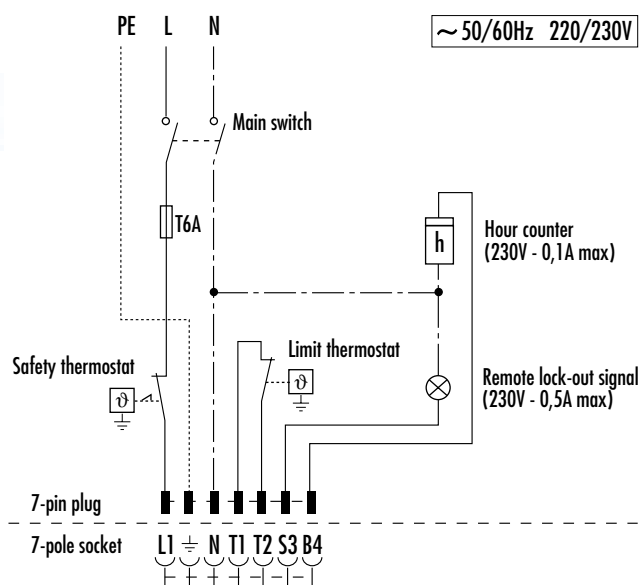 PE L N
~ 50/60Hz 220/230V
Main switch
T6A
h
Hour counter
(230V - 0,1A max)
Safety thermostat
ϑ
Limit thermostat
ϑ
Remote lock-out signal
(230V - 0,5A max)
7-pin plug
7-pole socket
L1 ⏚ N T1 T2 S3 B4